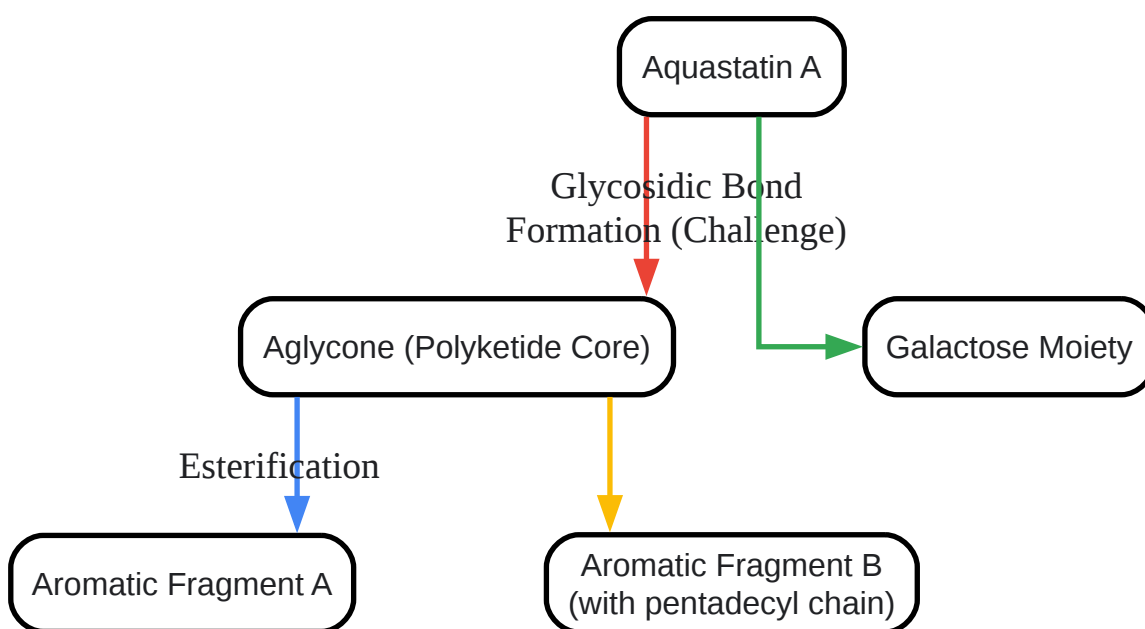 Aquastatin A
Glycosidic Bond
Formation (Challenge)
Aglycone (Polyketide Core)
Galactose Moiety
Esterification
Aromatic Fragment A
Aromatic Fragment B
(with pentadecyl chain)